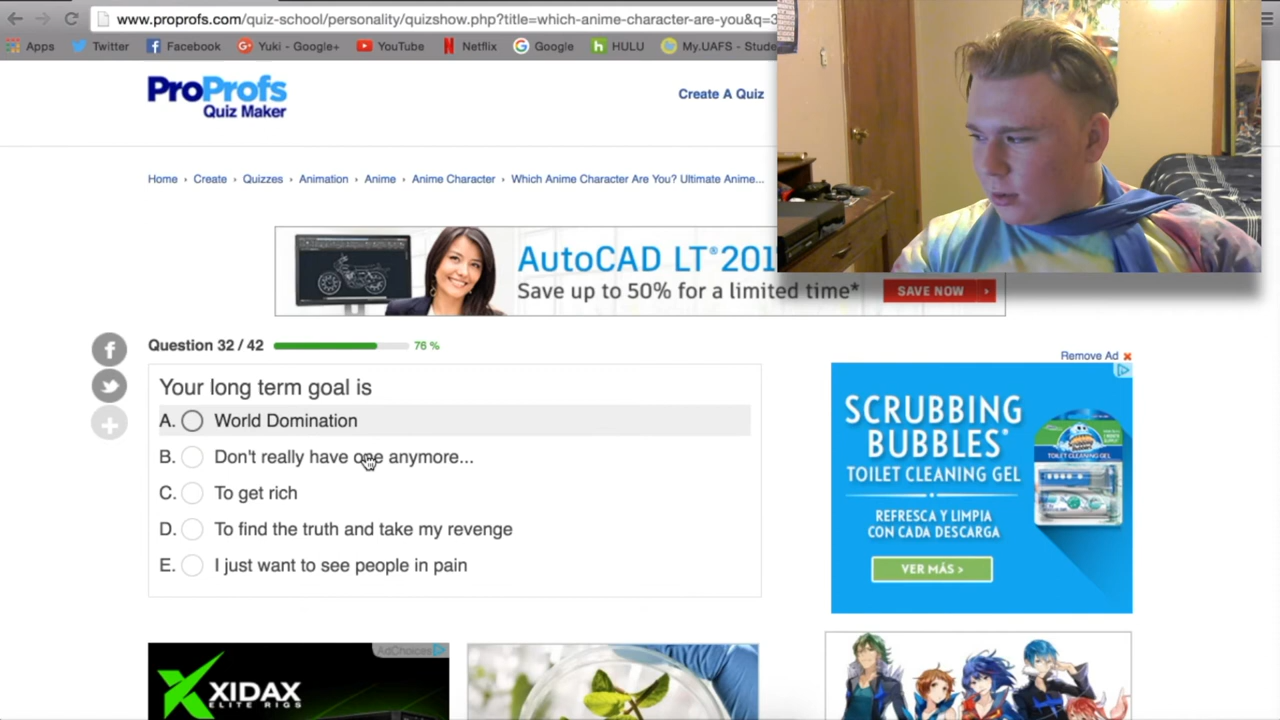 www.proprofs.com/quiz-school/personality/quizshow.php?title=which-anime-character-are-you&q=3
Apps Twitter Facebook Yuki - Google+ YouTube Netflix Google HULU My.UAFS - Stude
ProProfs
Quiz Maker
Create A Quiz
Home › Create › Quizzes › Animation › Anime › Anime Character › Which Anime Character Are You? Ultimate Anime...
AutoCAD LT® 201
Save up to 50% for a limited time*
SAVE NOW ›
Question 32 / 42 76 %
Remove Ad ×
Your long term goal is
A. World Domination
B. Don't really have one anymore...
C. To get rich
D. To find the truth and take my revenge
E. I just want to see people in pain
SCRUBBING
BUBBLES®
TOILET CLEANING GEL
REFRESCA Y LIMPIA
CON CADA DESCARGA
VER MÁS >
TOILET CLEANING GEL
AdChoices
XIDAX
ELITE RIGS